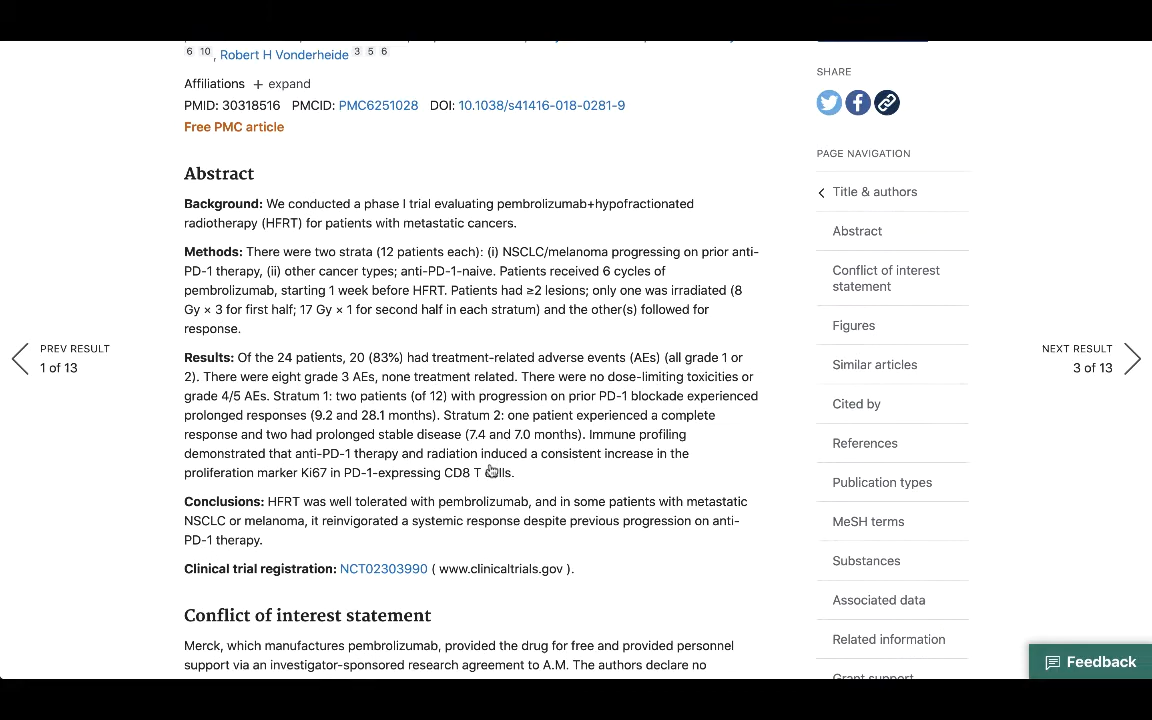 6 10 , Robert H Vonderheide 3 5 6
Affiliations + expand
PMID: 30318516 PMCID: PMC6251028 DOI: 10.1038/s41416-018-0281-9
Free PMC article
Abstract
Background: We conducted a phase I trial evaluating pembrolizumab+hypofractionated
radiotherapy (HFRT) for patients with metastatic cancers.
Methods: There were two strata (12 patients each): (i) NSCLC/melanoma progressing on prior anti-
PD-1 therapy, (ii) other cancer types; anti-PD-1-naive. Patients received 6 cycles of
pembrolizumab, starting 1 week before HFRT. Patients had ≥2 lesions; only one was irradiated (8
Gy × 3 for first half; 17 Gy × 1 for second half in each stratum) and the other(s) followed for
response.
Results: Of the 24 patients, 20 (83%) had treatment-related adverse events (AEs) (all grade 1 or
2). There were eight grade 3 AEs, none treatment related. There were no dose-limiting toxicities or
grade 4/5 AEs. Stratum 1: two patients (of 12) with progression on prior PD-1 blockade experienced
prolonged responses (9.2 and 28.1 months). Stratum 2: one patient experienced a complete
response and two had prolonged stable disease (7.4 and 7.0 months). Immune profiling
demonstrated that anti-PD-1 therapy and radiation induced a consistent increase in the
proliferation marker Ki67 in PD-1-expressing CD8 T cells.
Conclusions: HFRT was well tolerated with pembrolizumab, and in some patients with metastatic
NSCLC or melanoma, it reinvigorated a systemic response despite previous progression on anti-
PD-1 therapy.
Clinical trial registration: NCT02303990 ( www.clinicaltrials.gov ).
Conflict of interest statement
Merck, which manufactures pembrolizumab, provided the drug for free and provided personnel
support via an investigator-sponsored research agreement to A.M. The authors declare no
PREV RESULT
1 of 13
NEXT RESULT
3 of 13
SHARE
PAGE NAVIGATION
Title & authors
Abstract
Conflict of interest
statement
Figures
Similar articles
Cited by
References
Publication types
MeSH terms
Substances
Associated data
Related information
Grant support
Feedback